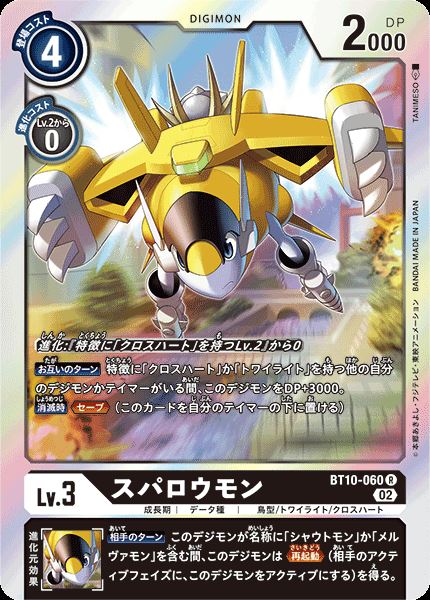 DIGIMON
登場コスト
4
DP
2000
進化コスト
Lv.2から
0
TANIMESO
BANDAI MADE IN JAPAN
©本郷あきよし・フジテレビ・東映アニメーション
進化:『特徴に「クロスハート」を持つLv.2』から0
お互いのターン 特徴に「クロスハート」か「トワイライト」を持つ他の自分
のデジモンかテイマーがいる間、このデジモンをDP+3000。
消滅時 セーブ (このカードを自分のテイマーの下に置ける)
BT10-060 R
02
Lv.3
スパロウモン
成長期 | データ種 | 鳥型/トワイライト/クロスハート
進化元効果
相手のターン このデジモンが名称に「シャウトモン」か「メル
ヴァモン」を含む間、このデジモンは 再起動 (相手のアクテ
ィブフェイズに、このデジモンをアクティブにする)を得る。